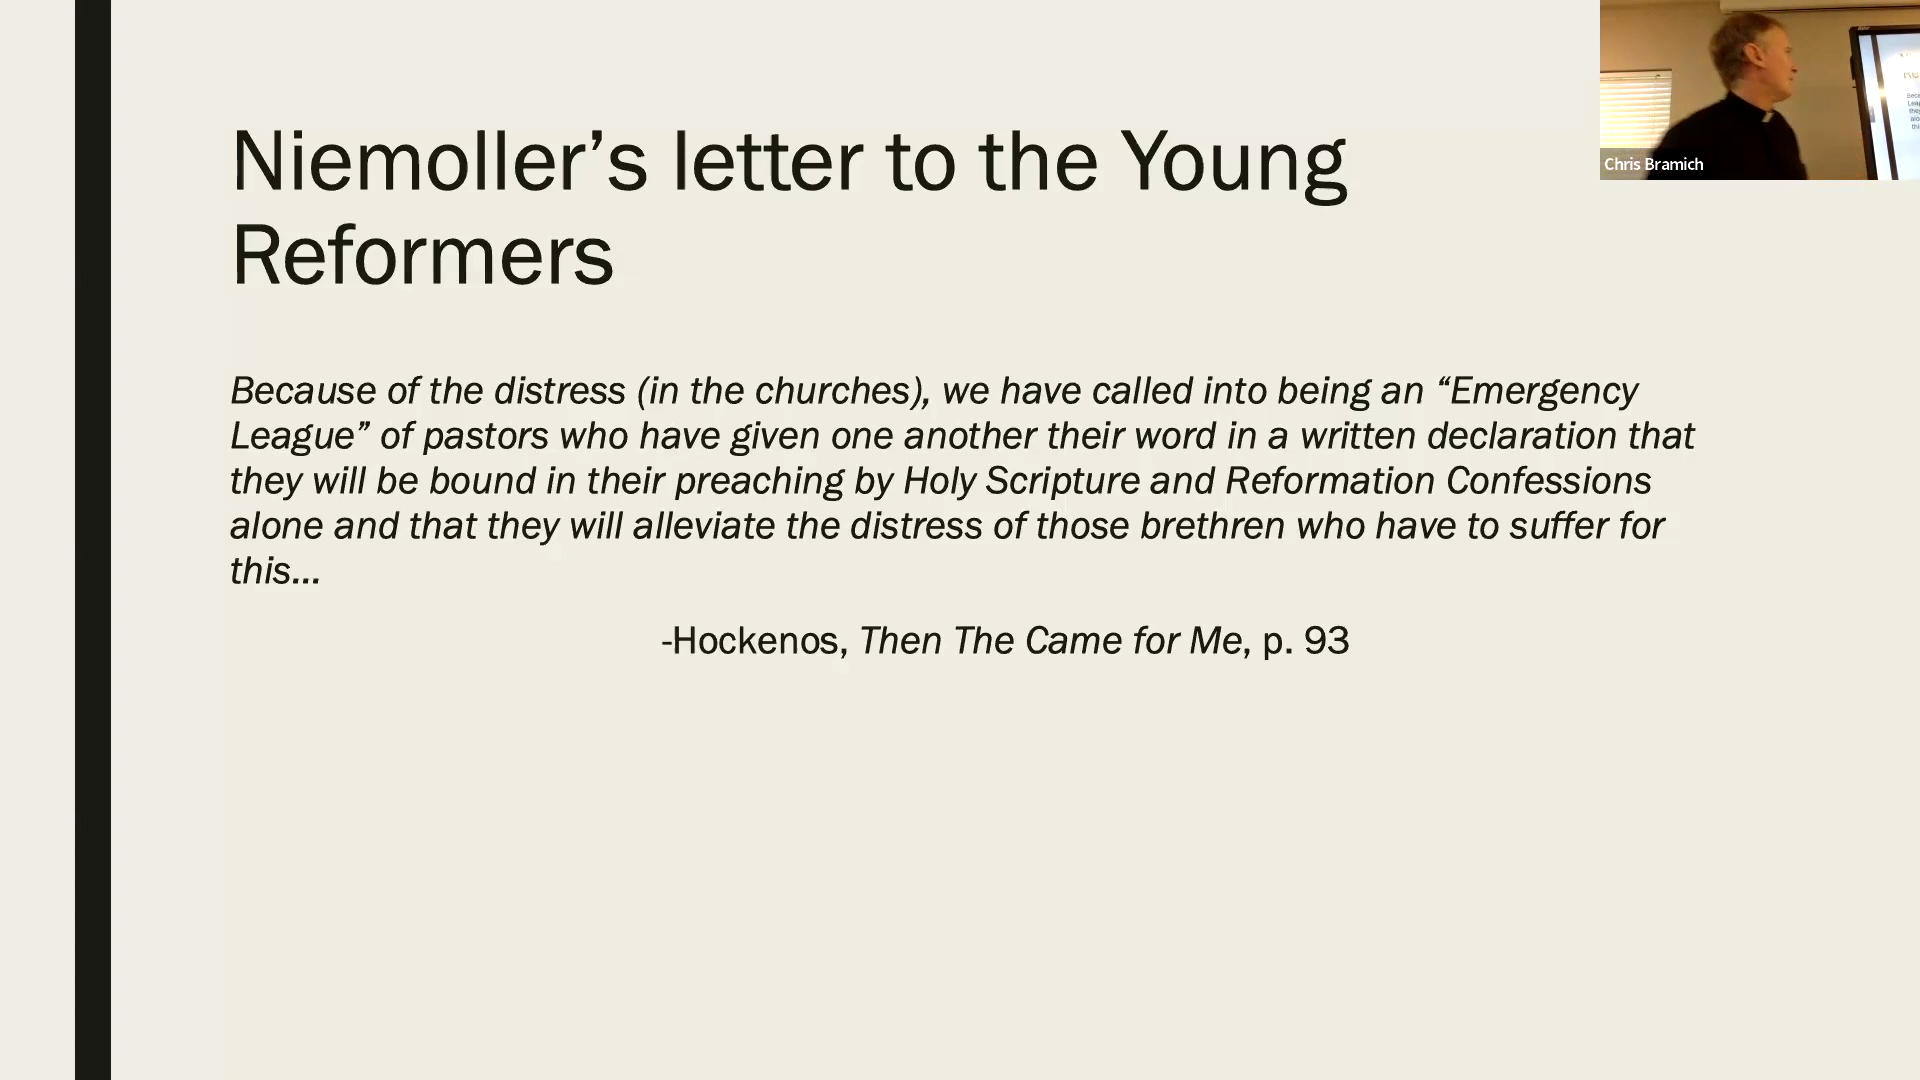 Niemoller’s letter to the Young
Reformers
Because of the distress (in the churches), we have called into being an “Emergency
League” of pastors who have given one another their word in a written declaration that
they will be bound in their preaching by Holy Scripture and Reformation Confessions
alone and that they will alleviate the distress of those brethren who have to suffer for
this...
-Hockenos, Then The Came for Me, p. 93
Chris Bramich